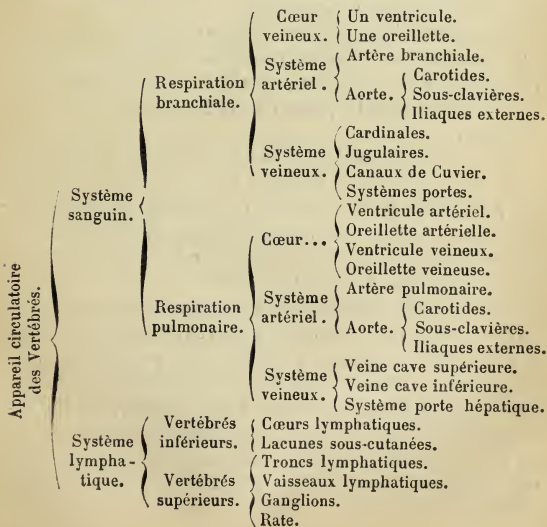 Appareil circulatoire
des Vertébrés.
Système
sanguin.
Respiration
branchiale.
Cœur
veineux.
Un ventricule.
Une oreillette.
Système
artériel.
Artère branchiale.
Aorte.
Carotides.
Sous-clavières.
Iliaques externes.
Système
veineux.
Cardinales.
Jugulaires.
Canaux de Cuvier.
Systèmes portes.
Respiration
pulmonaire.
Cœur...
Ventricule artériel.
Oreillette artérielle.
Ventricule veineux.
Oreillette veineuse.
Système
artériel.
Artère pulmonaire.
Aorte.
Carotides.
Sous-clavières.
Iliaques externes.
Système
veineux.
Veine cave supérieure.
Veine cave inférieure.
Système porte hépatique.
Système
lympha-
tique.
Vertébrés
inférieurs.
Cœurs lymphatiques.
Lacunes sous-cutanées.
Vertébrés
supérieurs.
Troncs lymphatiques.
Vaisseaux lymphatiques.
Ganglions.
Rate.